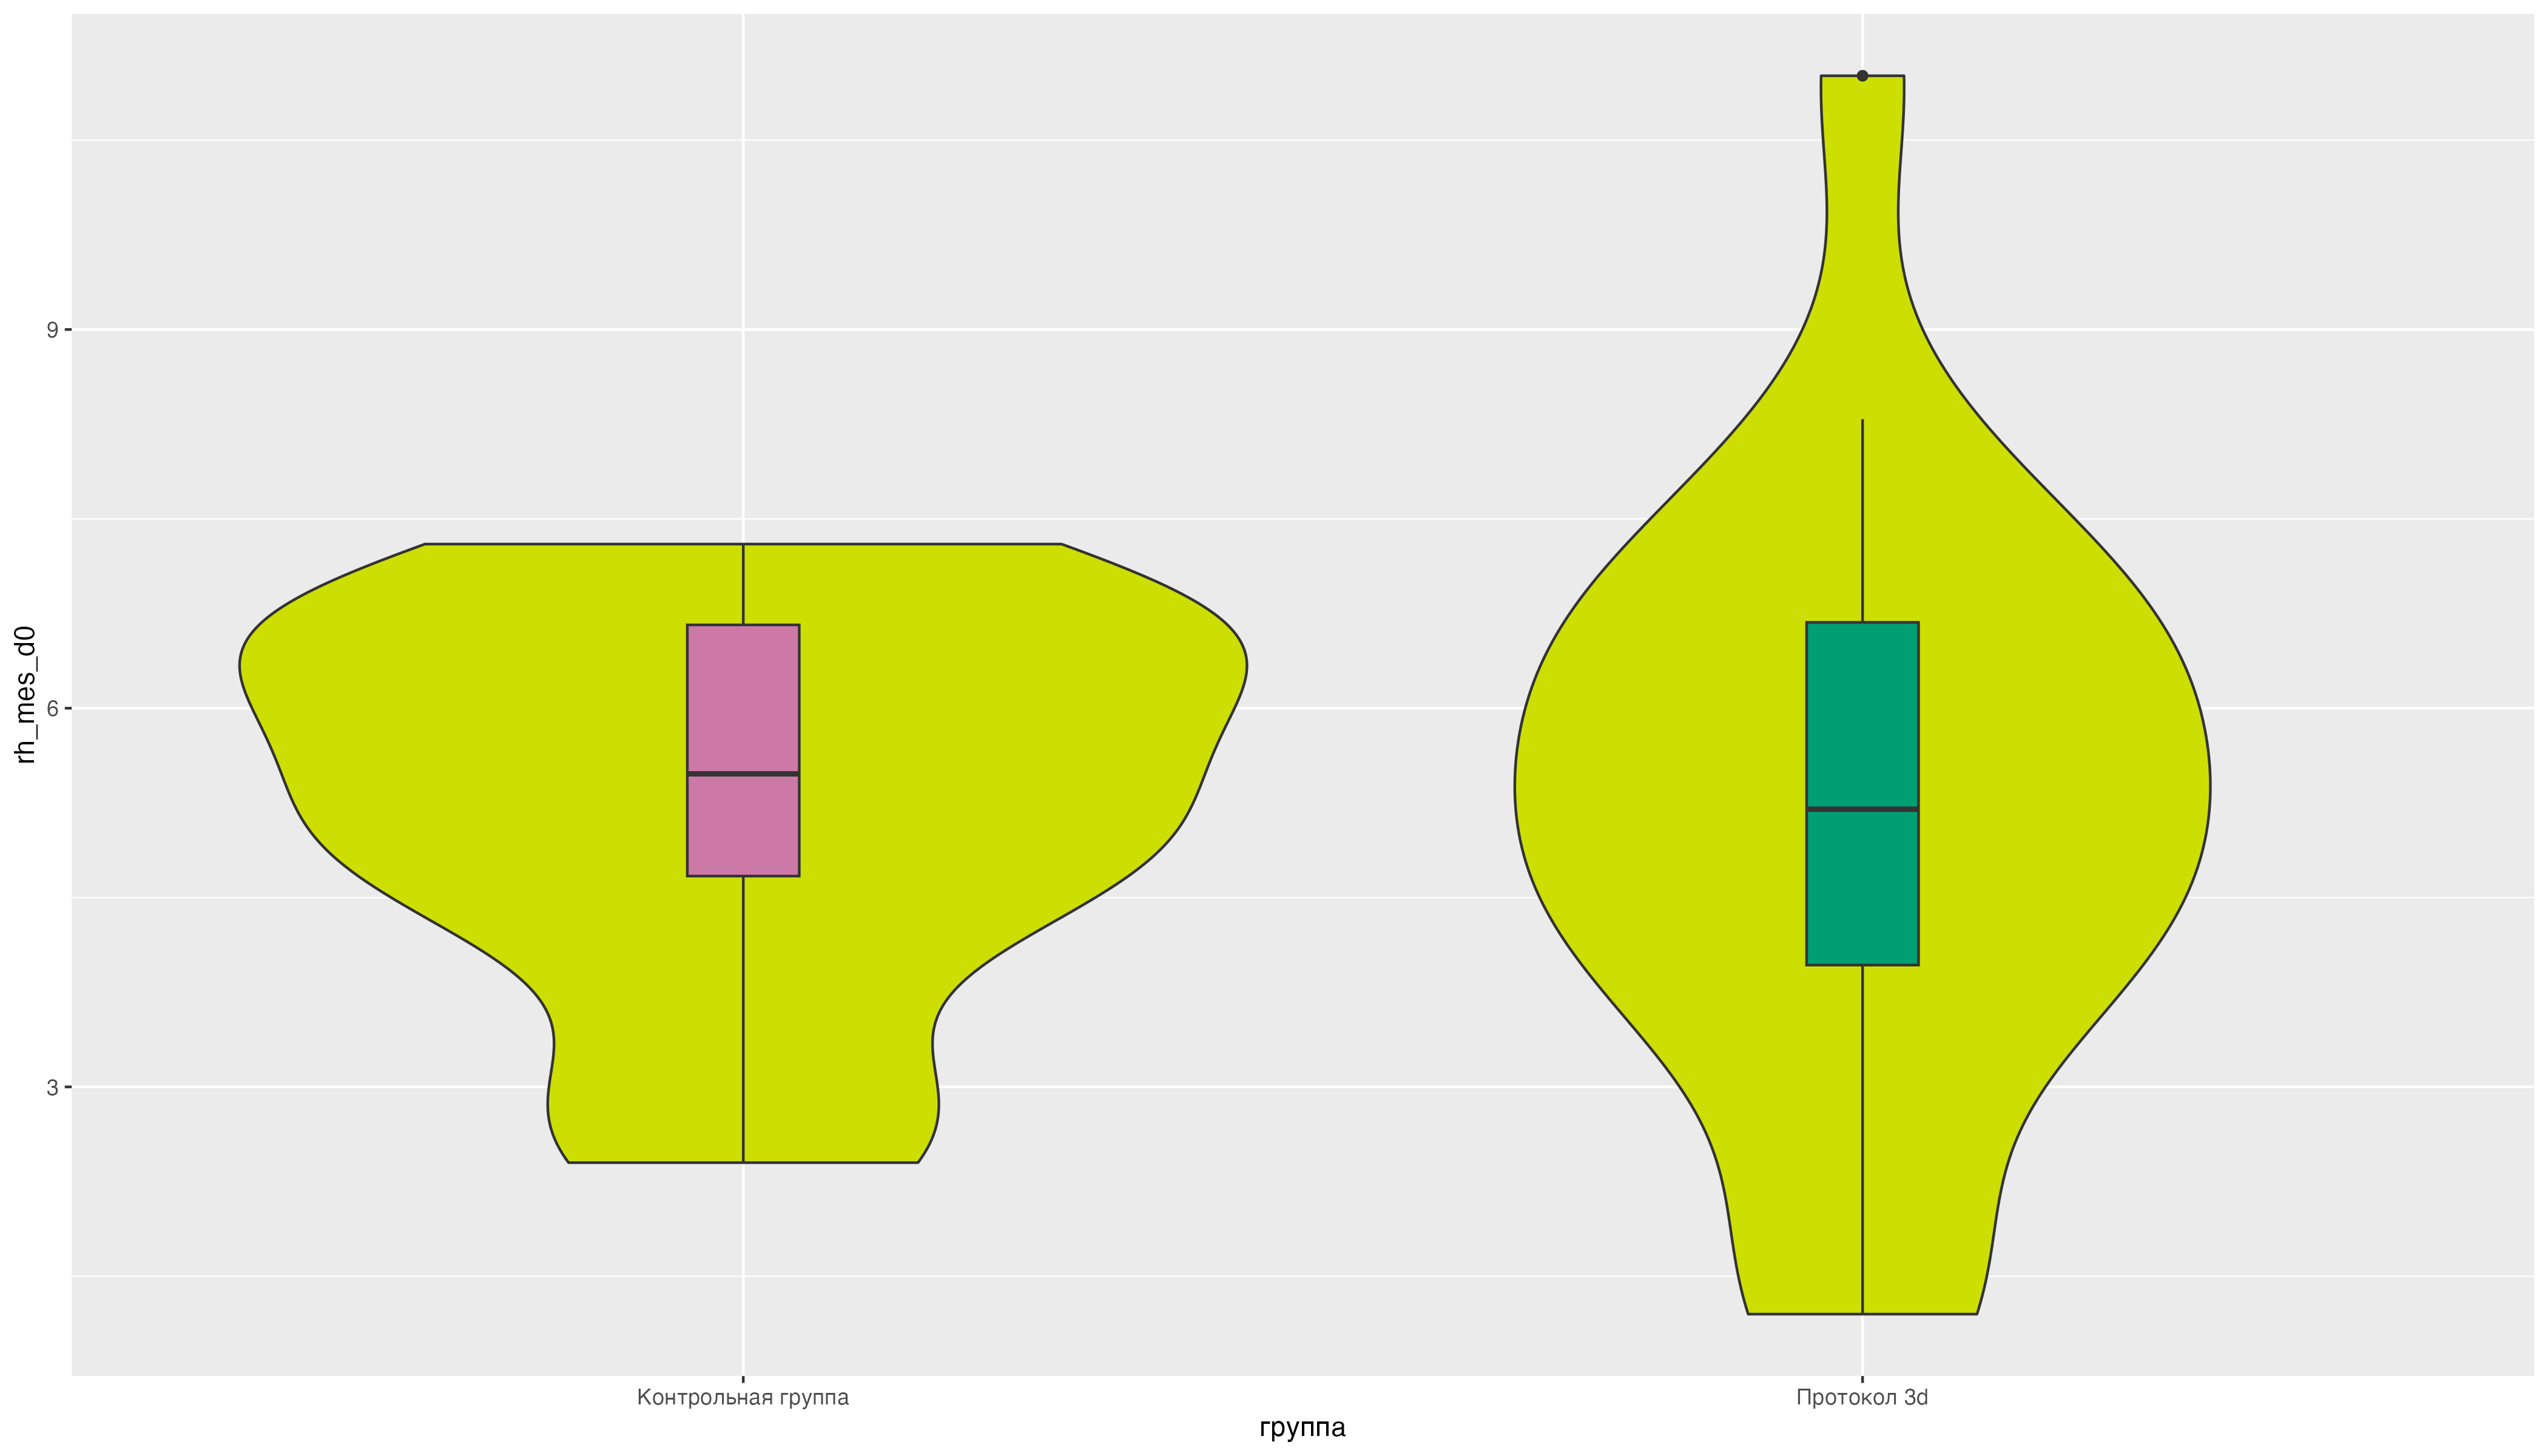 rh_mes_d0
9
6
3
Контрольная группа
Протокол 3d
группа